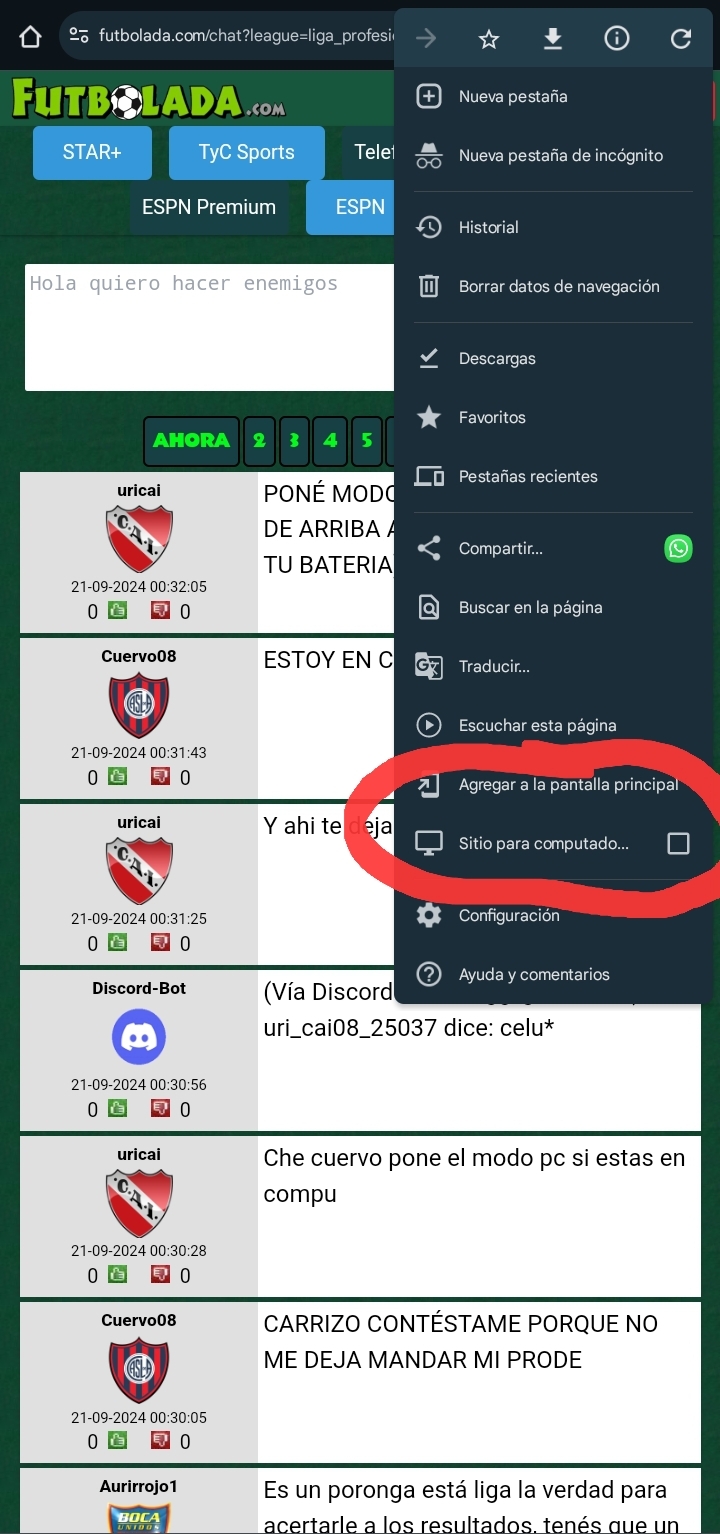 futbolada.com/chat?league=liga_profesi
FUTBOLADA.COM
STAR+
TyC Sports
ESPN Premium
ESPN
Hola quiero hacer enemigos
AHORA
2
3
4
5
Nueva pestaña
Nueva pestaña de incógnito
Historial
Borrar datos de navegación
Descargas
Favoritos
Pestañas recientes
Compartir...
Buscar en la página
Traducir...
Escuchar esta página
Agregar a la pantalla principal
Sitio para computado...
Configuración
Ayuda y comentarios
uricai
C.A.I.
21-09-2024 00:32:05
0 0
PONÉ MODO
DE ARRIBA
TU BATERIA
Cuervo08
CASLA
21-09-2024 00:31:43
0 0
ESTOY EN
uricai
C.A.I.
21-09-2024 00:31:25
0 0
Y ahi te deja
Discord-Bot
21-09-2024 00:30:56
0 0
(Vía Discord
uri_cai08_25037 dice: celu*
uricai
C.A.I.
21-09-2024 00:30:28
0 0
Che cuervo pone el modo pc si estas en
compu
Cuervo08
CASLA
21-09-2024 00:30:05
0 0
CARRIZO CONTÉSTAME PORQUE NO
ME DEJA MANDAR MI PRODE
Aurirrojo1
BOCA
UNIDOS
Es un poronga está liga la verdad para
acertarle a los resultados, tenés que un